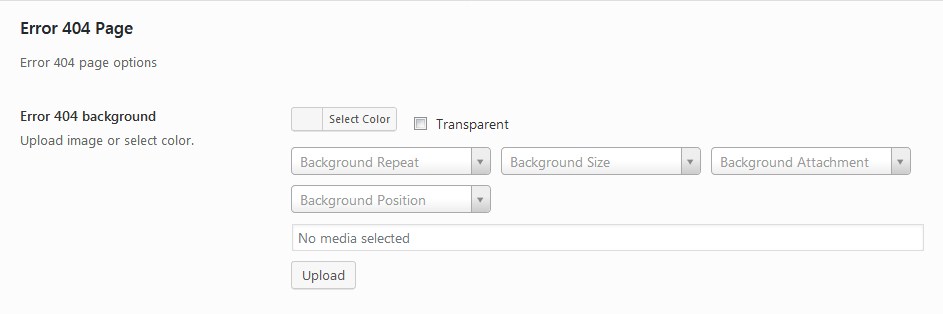 Error 404 Page
Error 404 page options
Error 404 background
Upload image or select color.
Select Color
Transparent
Background Repeat
Background Size
Background Attachment
Background Position
No media selected
Upload